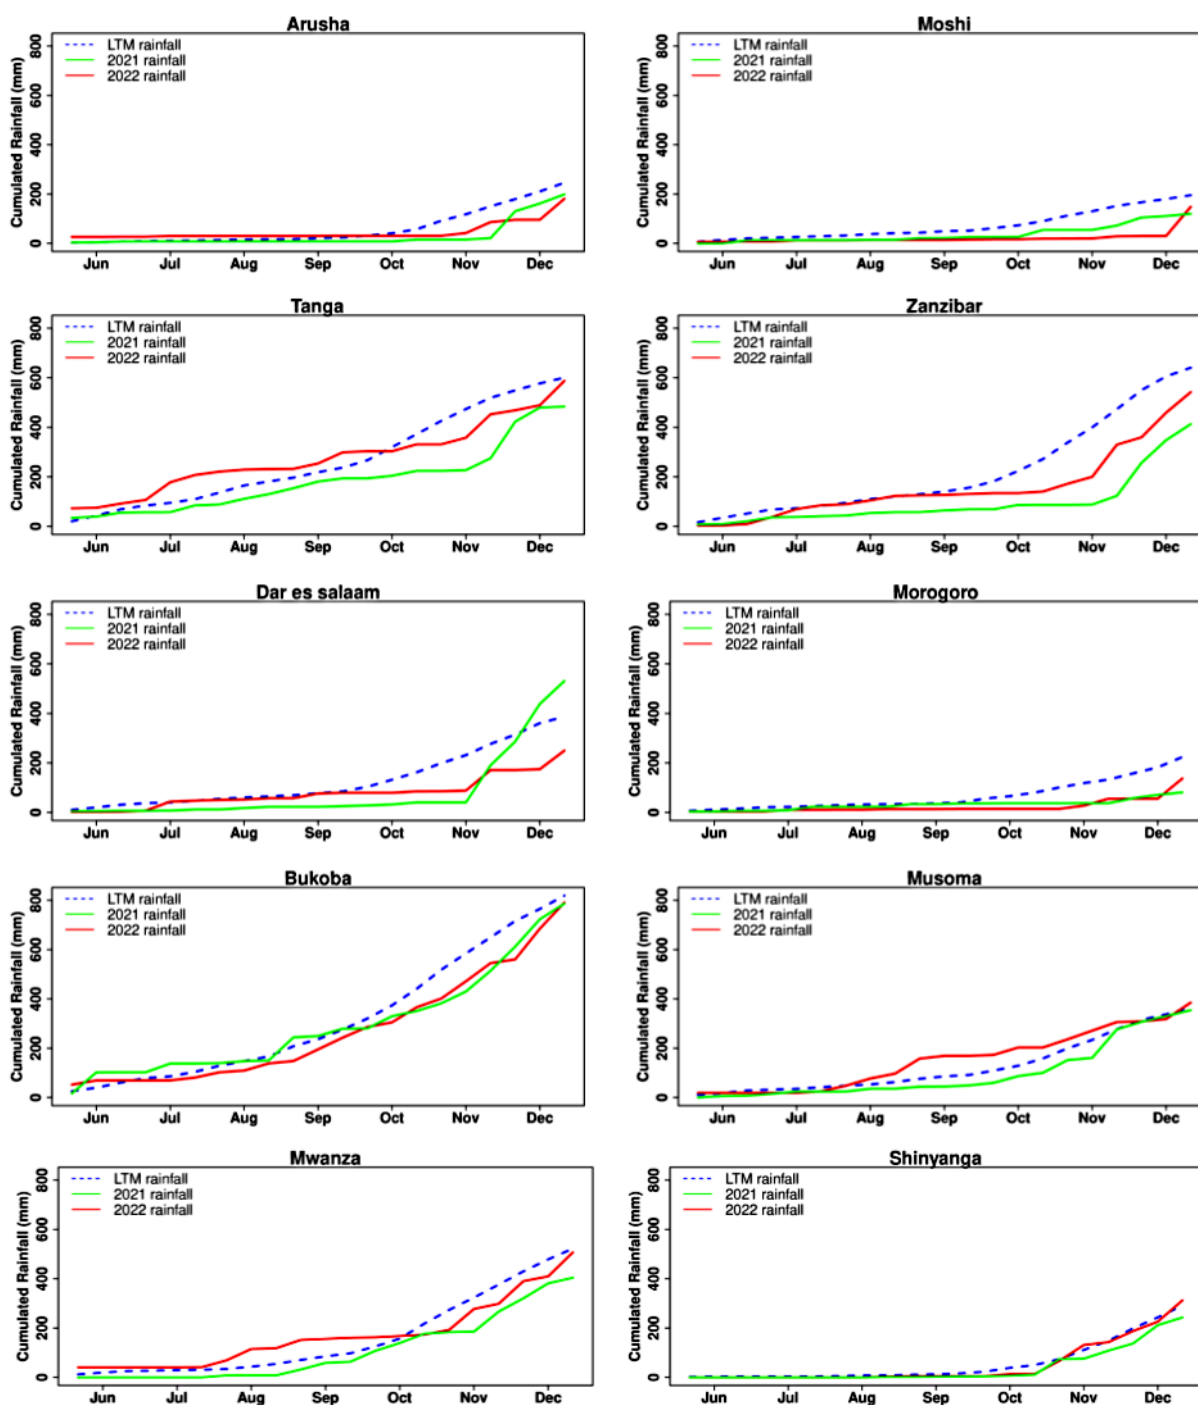 Arusha
Cumulated Rainfall (mm)
800
600
400
200
0
LTM rainfall
2021 rainfall
2022 rainfall
Jun Jul Aug Sep Oct Nov Dec
Moshi
Cumulated Rainfall (mm)
800
600
400
200
0
LTM rainfall
2021 rainfall
2022 rainfall
Jun Jul Aug Sep Oct Nov Dec
Tanga
Cumulated Rainfall (mm)
800
600
400
200
0
LTM rainfall
2021 rainfall
2022 rainfall
Jun Jul Aug Sep Oct Nov Dec
Zanzibar
Cumulated Rainfall (mm)
800
600
400
200
0
LTM rainfall
2021 rainfall
2022 rainfall
Jun Jul Aug Sep Oct Nov Dec
Dar es salaam
Cumulated Rainfall (mm)
800
600
400
200
0
LTM rainfall
2021 rainfall
2022 rainfall
Jun Jul Aug Sep Oct Nov Dec
Morogoro
Cumulated Rainfall (mm)
800
600
400
200
0
LTM rainfall
2021 rainfall
2022 rainfall
Jun Jul Aug Sep Oct Nov Dec
Bukoba
Cumulated Rainfall (mm)
800
600
400
200
0
LTM rainfall
2021 rainfall
2022 rainfall
Jun Jul Aug Sep Oct Nov Dec
Musoma
Cumulated Rainfall (mm)
800
600
400
200
0
LTM rainfall
2021 rainfall
2022 rainfall
Jun Jul Aug Sep Oct Nov Dec
Mwanza
Cumulated Rainfall (mm)
800
600
400
200
0
LTM rainfall
2021 rainfall
2022 rainfall
Jun Jul Aug Sep Oct Nov Dec
Shinyanga
Cumulated Rainfall (mm)
800
600
400
200
0
LTM rainfall
2021 rainfall
2022 rainfall
Jun Jul Aug Sep Oct Nov Dec